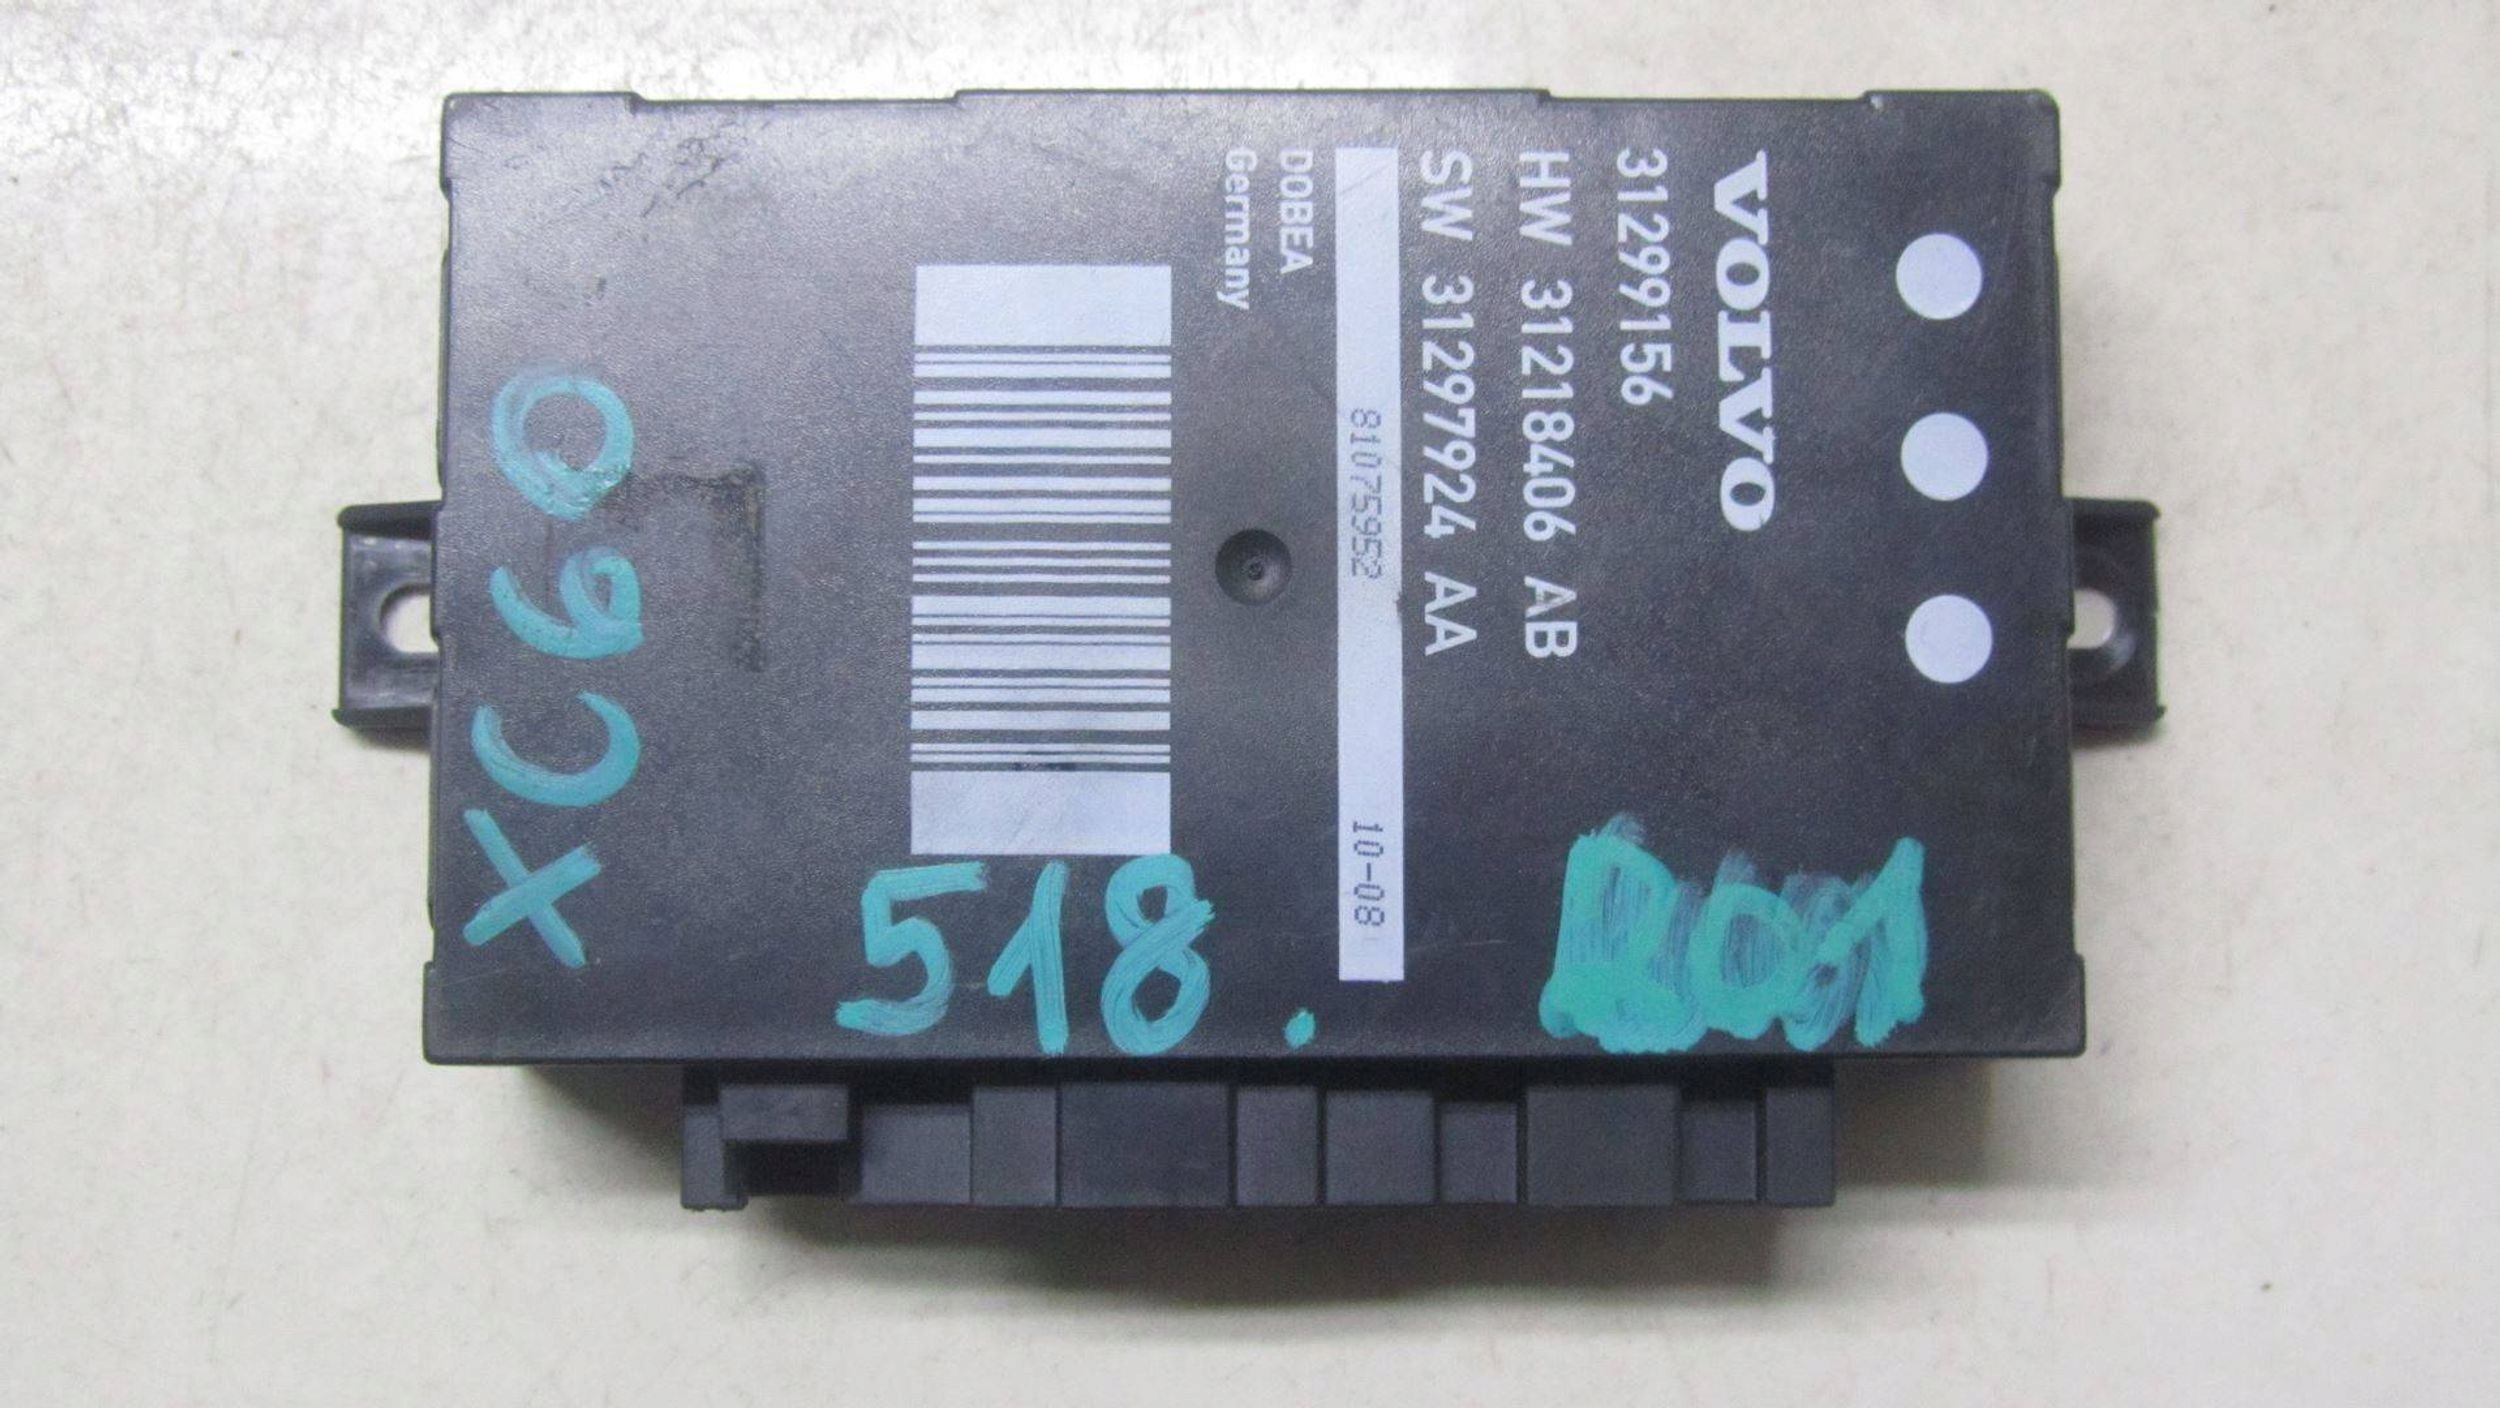 VOLVO
31299156
HW 31218406 AB
SW 31297924 AA
81075952 10-08
DOBEA
Germany
XC60
518.